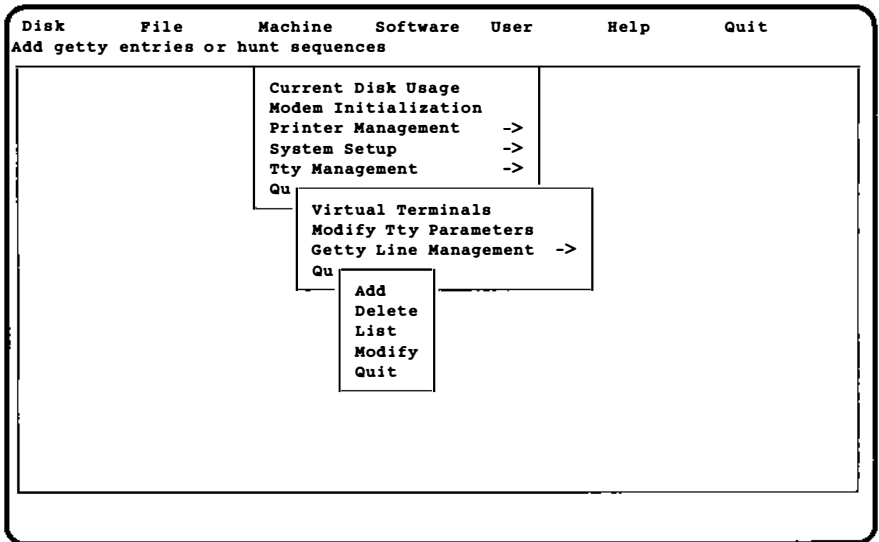 Disk File Machine Software User Help Quit
Add getty entries or hunt sequences
Current Disk Usage
Modem Initialization
Printer Management ->
System Setup ->
Tty Management ->
Qu
Virtual Terminals
Modify Tty Parameters
Getty Line Management ->
Qu
Add
Delete
List
Modify
Quit